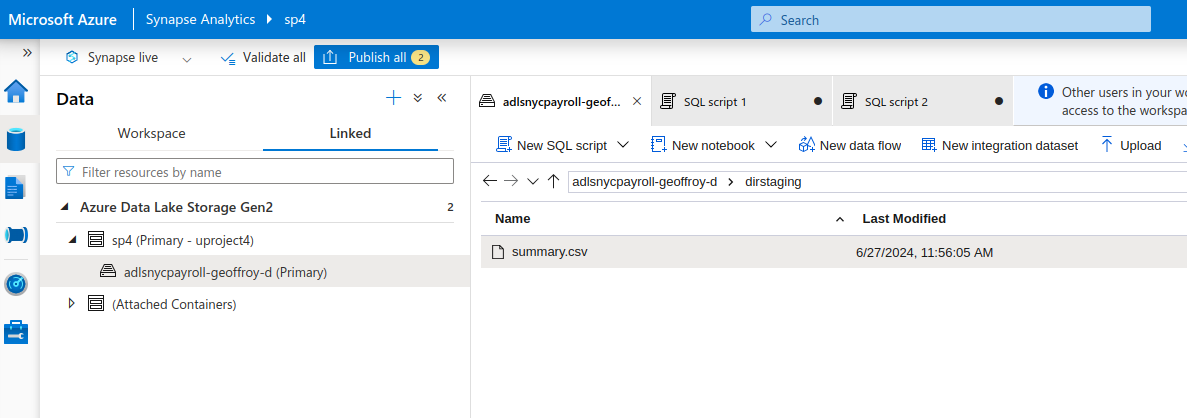 Microsoft Azure Synapse Analytics sp4 Search
Synapse live Validate all Publish all 2
Data
Workspace Linked
Filter resources by name
Azure Data Lake Storage Gen2 2
sp4 (Primary - uproject4)
adlsnycpayroll-geoffroy-d (Primary)
(Attached Containers)
adlsnycpayroll-geof... SQL script 1 SQL script 2
Other users in your wo
access to the workspa
New SQL script New notebook New data flow New integration dataset Upload
adlsnycpayroll-geoffroy-d dirstaging
Name Last Modified
summary.csv 6/27/2024, 11:56:05 AM